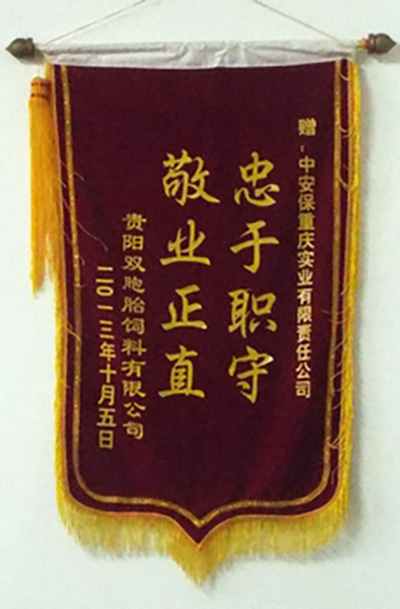 赠：中安保重庆实业有限责任公司
忠于职守
敬业正直
贵阳双胞胎饲料有限公司
二〇一三年十月五日